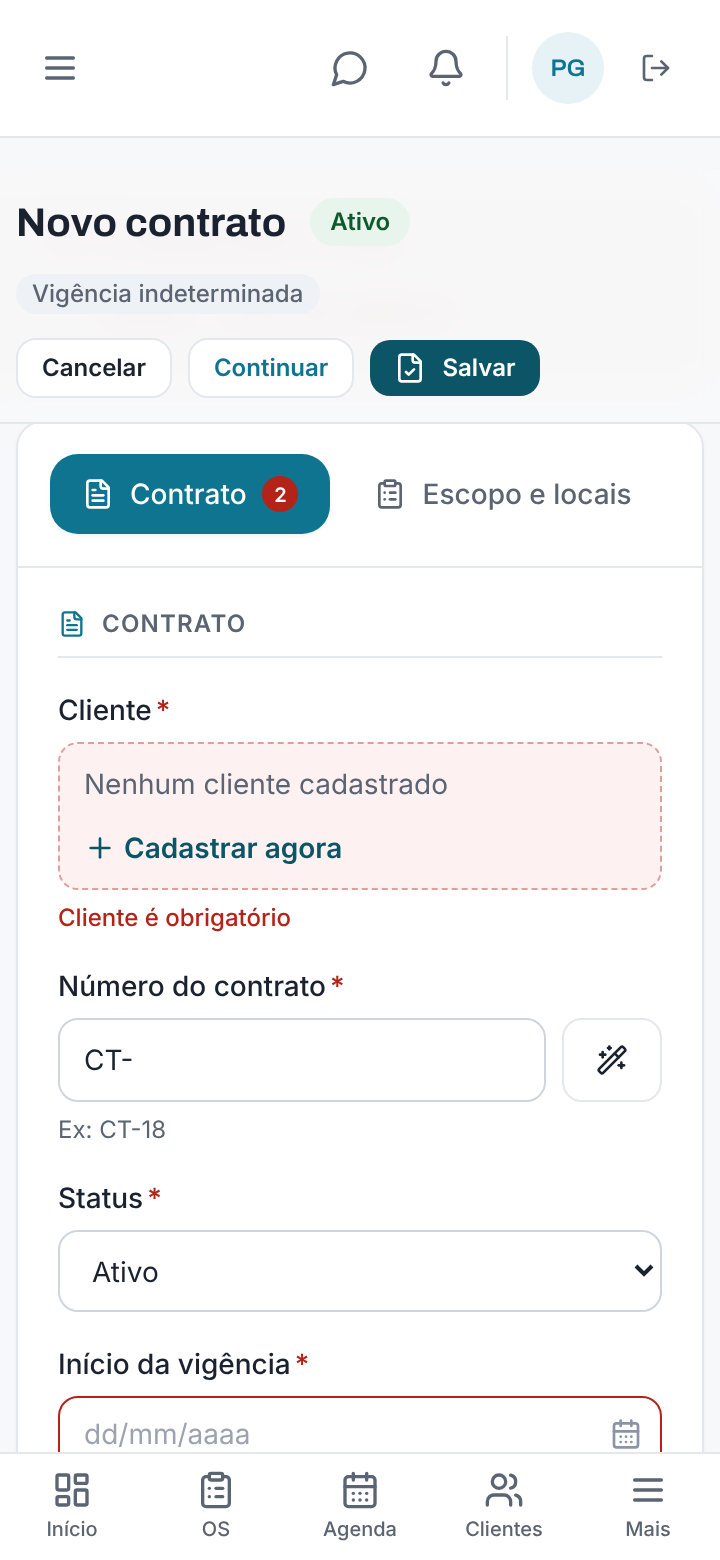 PG
Novo contrato
Ativo
Vigência indeterminada
Cancelar
Continuar
Salvar
Contrato 2
Escopo e locais
CONTRATO
Cliente *
Nenhum cliente cadastrado
+ Cadastrar agora
Cliente é obrigatório
Número do contrato *
CT-
Ex: CT-18
Status *
Ativo
Início da vigência *
dd/mm/aaaa
Início
OS
Agenda
Clientes
Mais